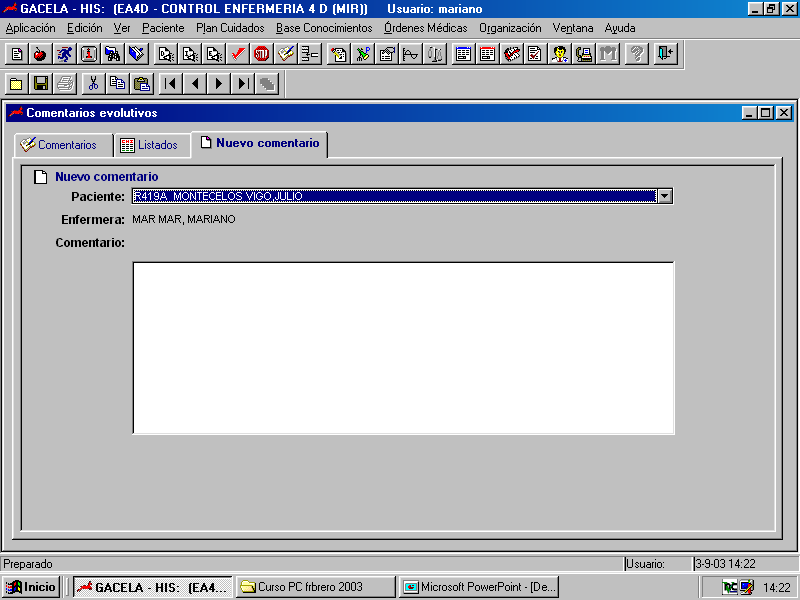 GACELA - HIS: (EA4D - CONTROL ENFERMERIA 4 D (MIR)) Usuario: mariano
Aplicación Edición Ver Paciente Plan Cuidados Base Conocimientos Órdenes Médicas Organización Ventana Ayuda
Comentarios evolutivos
Comentarios Listados Nuevo comentario
Nuevo comentario
Paciente: R419A MONTECELOS VIGO,JULIO
Enfermera: MAR MAR, MARIANO
Comentario:
Preparado Usuario: 3-9-03 14:22
Inicio GACELA - HIS: (EA4... Curso PC frbrero 2003 Microsoft PowerPoint - [De... 14:22